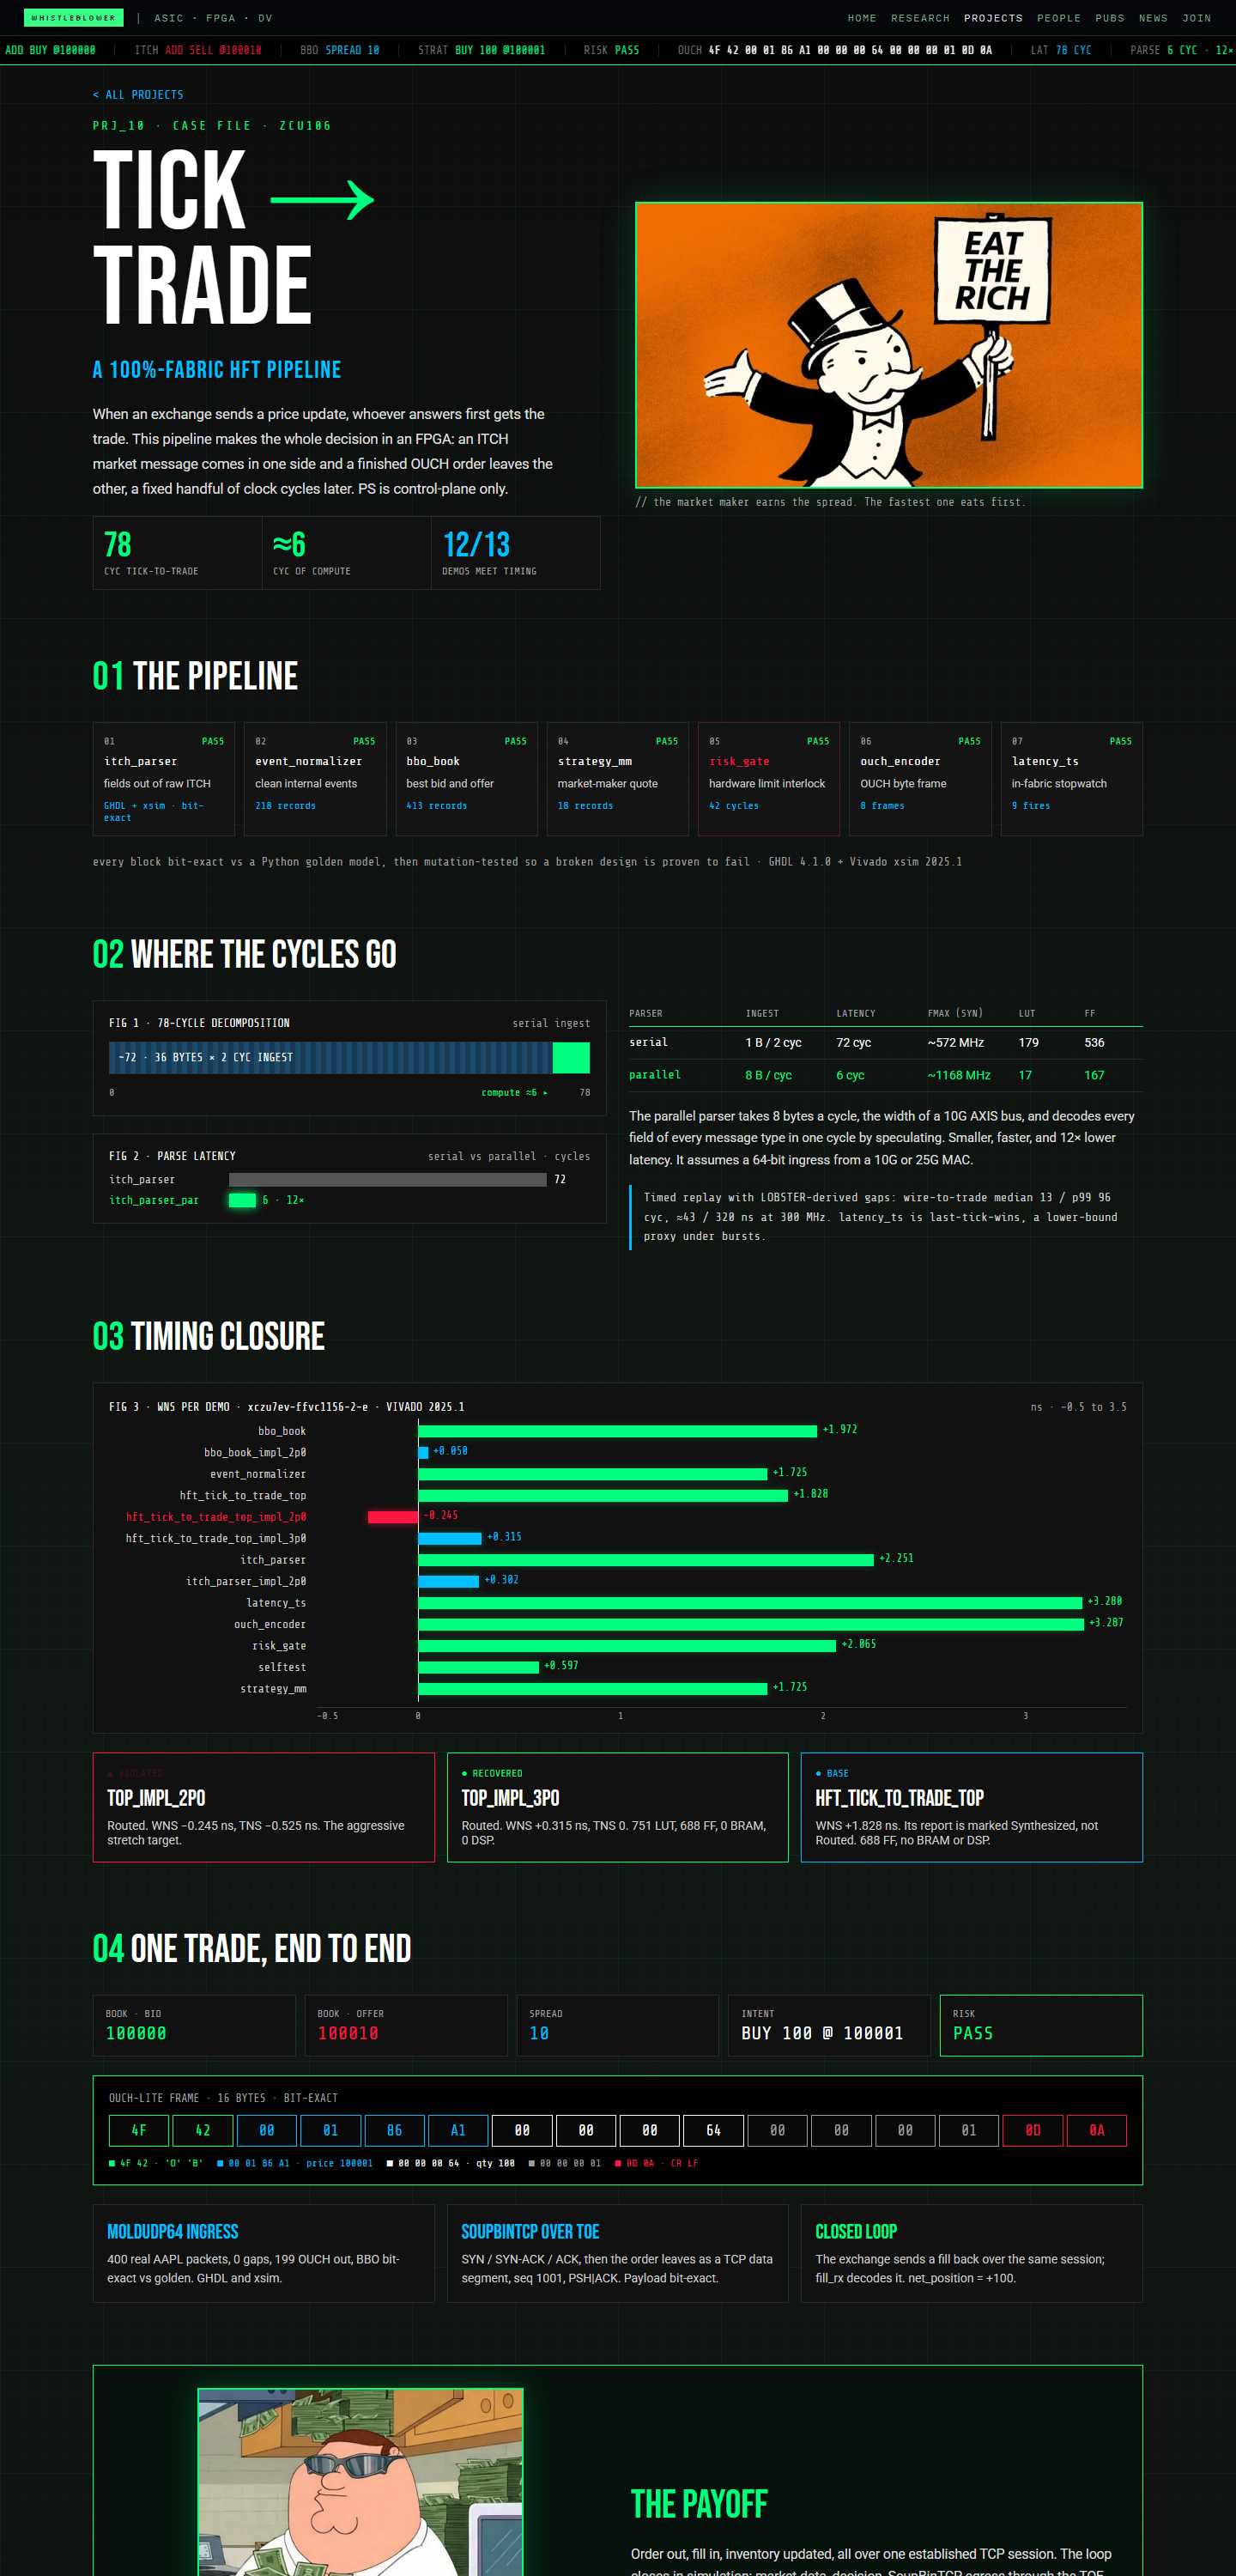 WHISTLEBLOWER | ASIC · FPGA · DV
HOME RESEARCH PROJECTS PEOPLE PUBS NEWS JOIN
ADD BUY @100000 ITCH ADD SELL @100010 BBO SPREAD 10 STRAT BUY 100 @100001 RISK PASS OUCH 4F 42 00 01 86 A1 00 00 00 64 00 00 00 01 0D 0A LAT 78 CYC PARSE 6 CYC · 12×
< ALL PROJECTS
PRJ_10 · CASE FILE · ZCU106
TICK →
TRADE
A 100%-FABRIC HFT PIPELINE
When an exchange sends a price update, whoever answers first gets the
trade. This pipeline makes the whole decision in an FPGA: an ITCH
market message comes in one side and a finished OUCH order leaves the
other, a fixed handful of clock cycles later. PS is control-plane only.
EAT
THE
RICH
// the market maker earns the spread. The fastest one eats first.
78
CYC TICK-TO-TRADE
≈6
CYC OF COMPUTE
12/13
DEMOS MEET TIMING
01 THE PIPELINE
01 PASS
itch_parser
fields out of raw ITCH
GHDL + xsim · bit-
exact
02 PASS
event_normalizer
clean internal events
218 records
03 PASS
bbo_book
best bid and offer
413 records
04 PASS
strategy_mm
market-maker quote
18 records
05 PASS
risk_gate
hardware limit interlock
42 cycles
06 PASS
ouch_encoder
OUCH byte frame
8 frames
07 PASS
latency_ts
in-fabric stopwatch
9 fires
every block bit-exact vs a Python golden model, then mutation-tested so a broken design is proven to fail · GHDL 4.1.0 + Vivado xsim 2025.1
02 WHERE THE CYCLES GO
FIG 1 · 78-CYCLE DECOMPOSITION serial ingest
~72 · 36 BYTES × 2 CYC INGEST
0 compute ≈6 ▸ 78
FIG 2 · PARSE LATENCY serial vs parallel · cycles
itch_parser 72
itch_parser_par 6 · 12×
PARSER INGEST LATENCY FMAX (SYN) LUT FF
serial 1 B / 2 cyc 72 cyc ~572 MHz 179 536
parallel 8 B / cyc 6 cyc ~1168 MHz 17 167
The parallel parser takes 8 bytes a cycle, the width of a 10G AXIS bus, and decodes every
field of every message type in one cycle by speculating. Smaller, faster, and 12× lower
latency. It assumes a 64-bit ingress from a 10G or 25G MAC.
Timed replay with LOBSTER-derived gaps: wire-to-trade median 13 / p99 96
cyc, ≈43 / 320 ns at 300 MHz. latency_ts is last-tick-wins, a lower-bound
proxy under bursts.
03 TIMING CLOSURE
FIG 3 · WNS PER DEMO · xczu7ev-ffvc1156-2-e · VIVADO 2025.1 ns · −0.5 to 3.5
bbo_book +1.972
bbo_book_impl_2p0 +0.050
event_normalizer +1.725
hft_tick_to_trade_top +1.828
hft_tick_to_trade_top_impl_2p0 −0.245
hft_tick_to_trade_top_impl_3p0 +0.315
itch_parser +2.251
itch_parser_impl_2p0 +0.302
latency_ts +3.280
ouch_encoder +3.287
risk_gate +2.065
selftest +0.597
strategy_mm +1.725
−0.5 0 1 2 3
▲ VIOLATED
TOP_IMPL_2P0
Routed. WNS −0.245 ns, TNS −0.525 ns. The aggressive
stretch target.
● RECOVERED
TOP_IMPL_3P0
Routed. WNS +0.315 ns, TNS 0. 751 LUT, 688 FF, 0 BRAM,
0 DSP.
● BASE
HFT_TICK_TO_TRADE_TOP
WNS +1.828 ns. Its report is marked Synthesized, not
Routed. 688 FF, no BRAM or DSP.
04 ONE TRADE, END TO END
BOOK · BID
100000
BOOK · OFFER
100010
SPREAD
10
INTENT
BUY 100 @ 100001
RISK
PASS
OUCH-LITE FRAME · 16 BYTES · BIT-EXACT
4F 42 00 01 86 A1 00 00 00 64 00 00 00 01 0D 0A
■ 4F 42 · 'O' 'B' ■ 00 01 86 A1 · price 100001 ■ 00 00 00 64 · qty 100 ■ 00 00 00 01 ■ 0D 0A · CR LF
MOLDUDP64 INGRESS
400 real AAPL packets, 0 gaps, 199 OUCH out, BBO bit-
exact vs golden. GHDL and xsim.
SOUPBINTCP OVER TOE
SYN / SYN-ACK / ACK, then the order leaves as a TCP data
segment, seq 1001, PSH|ACK. Payload bit-exact.
CLOSED LOOP
The exchange sends a fill back over the same session;
fill_rx decodes it. net_position = +100.
THE PAYOFF
Order out, fill in, inventory updated, all over one established TCP session. The loop
closes in simulation: market data, decision, SoupBinTCP egress through the TOE,